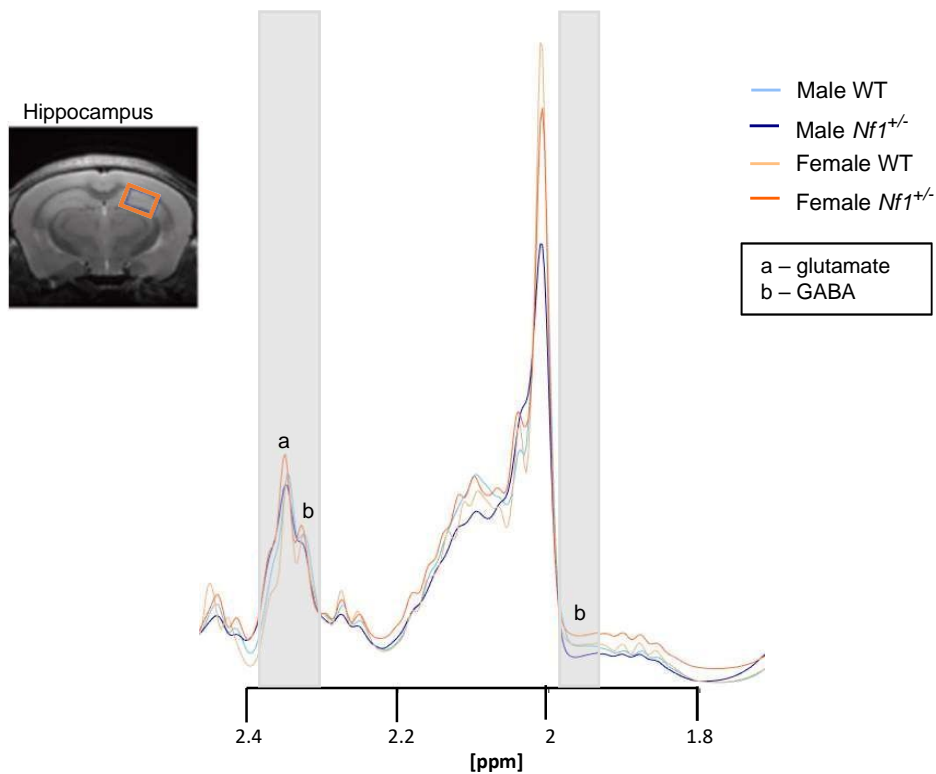 Hippocampus
Male WT
Male Nf1+/-
Female WT
Female Nf1+/-
a – glutamate
b – GABA
a
b
b
2.4
2.2
2
1.8
[ppm]